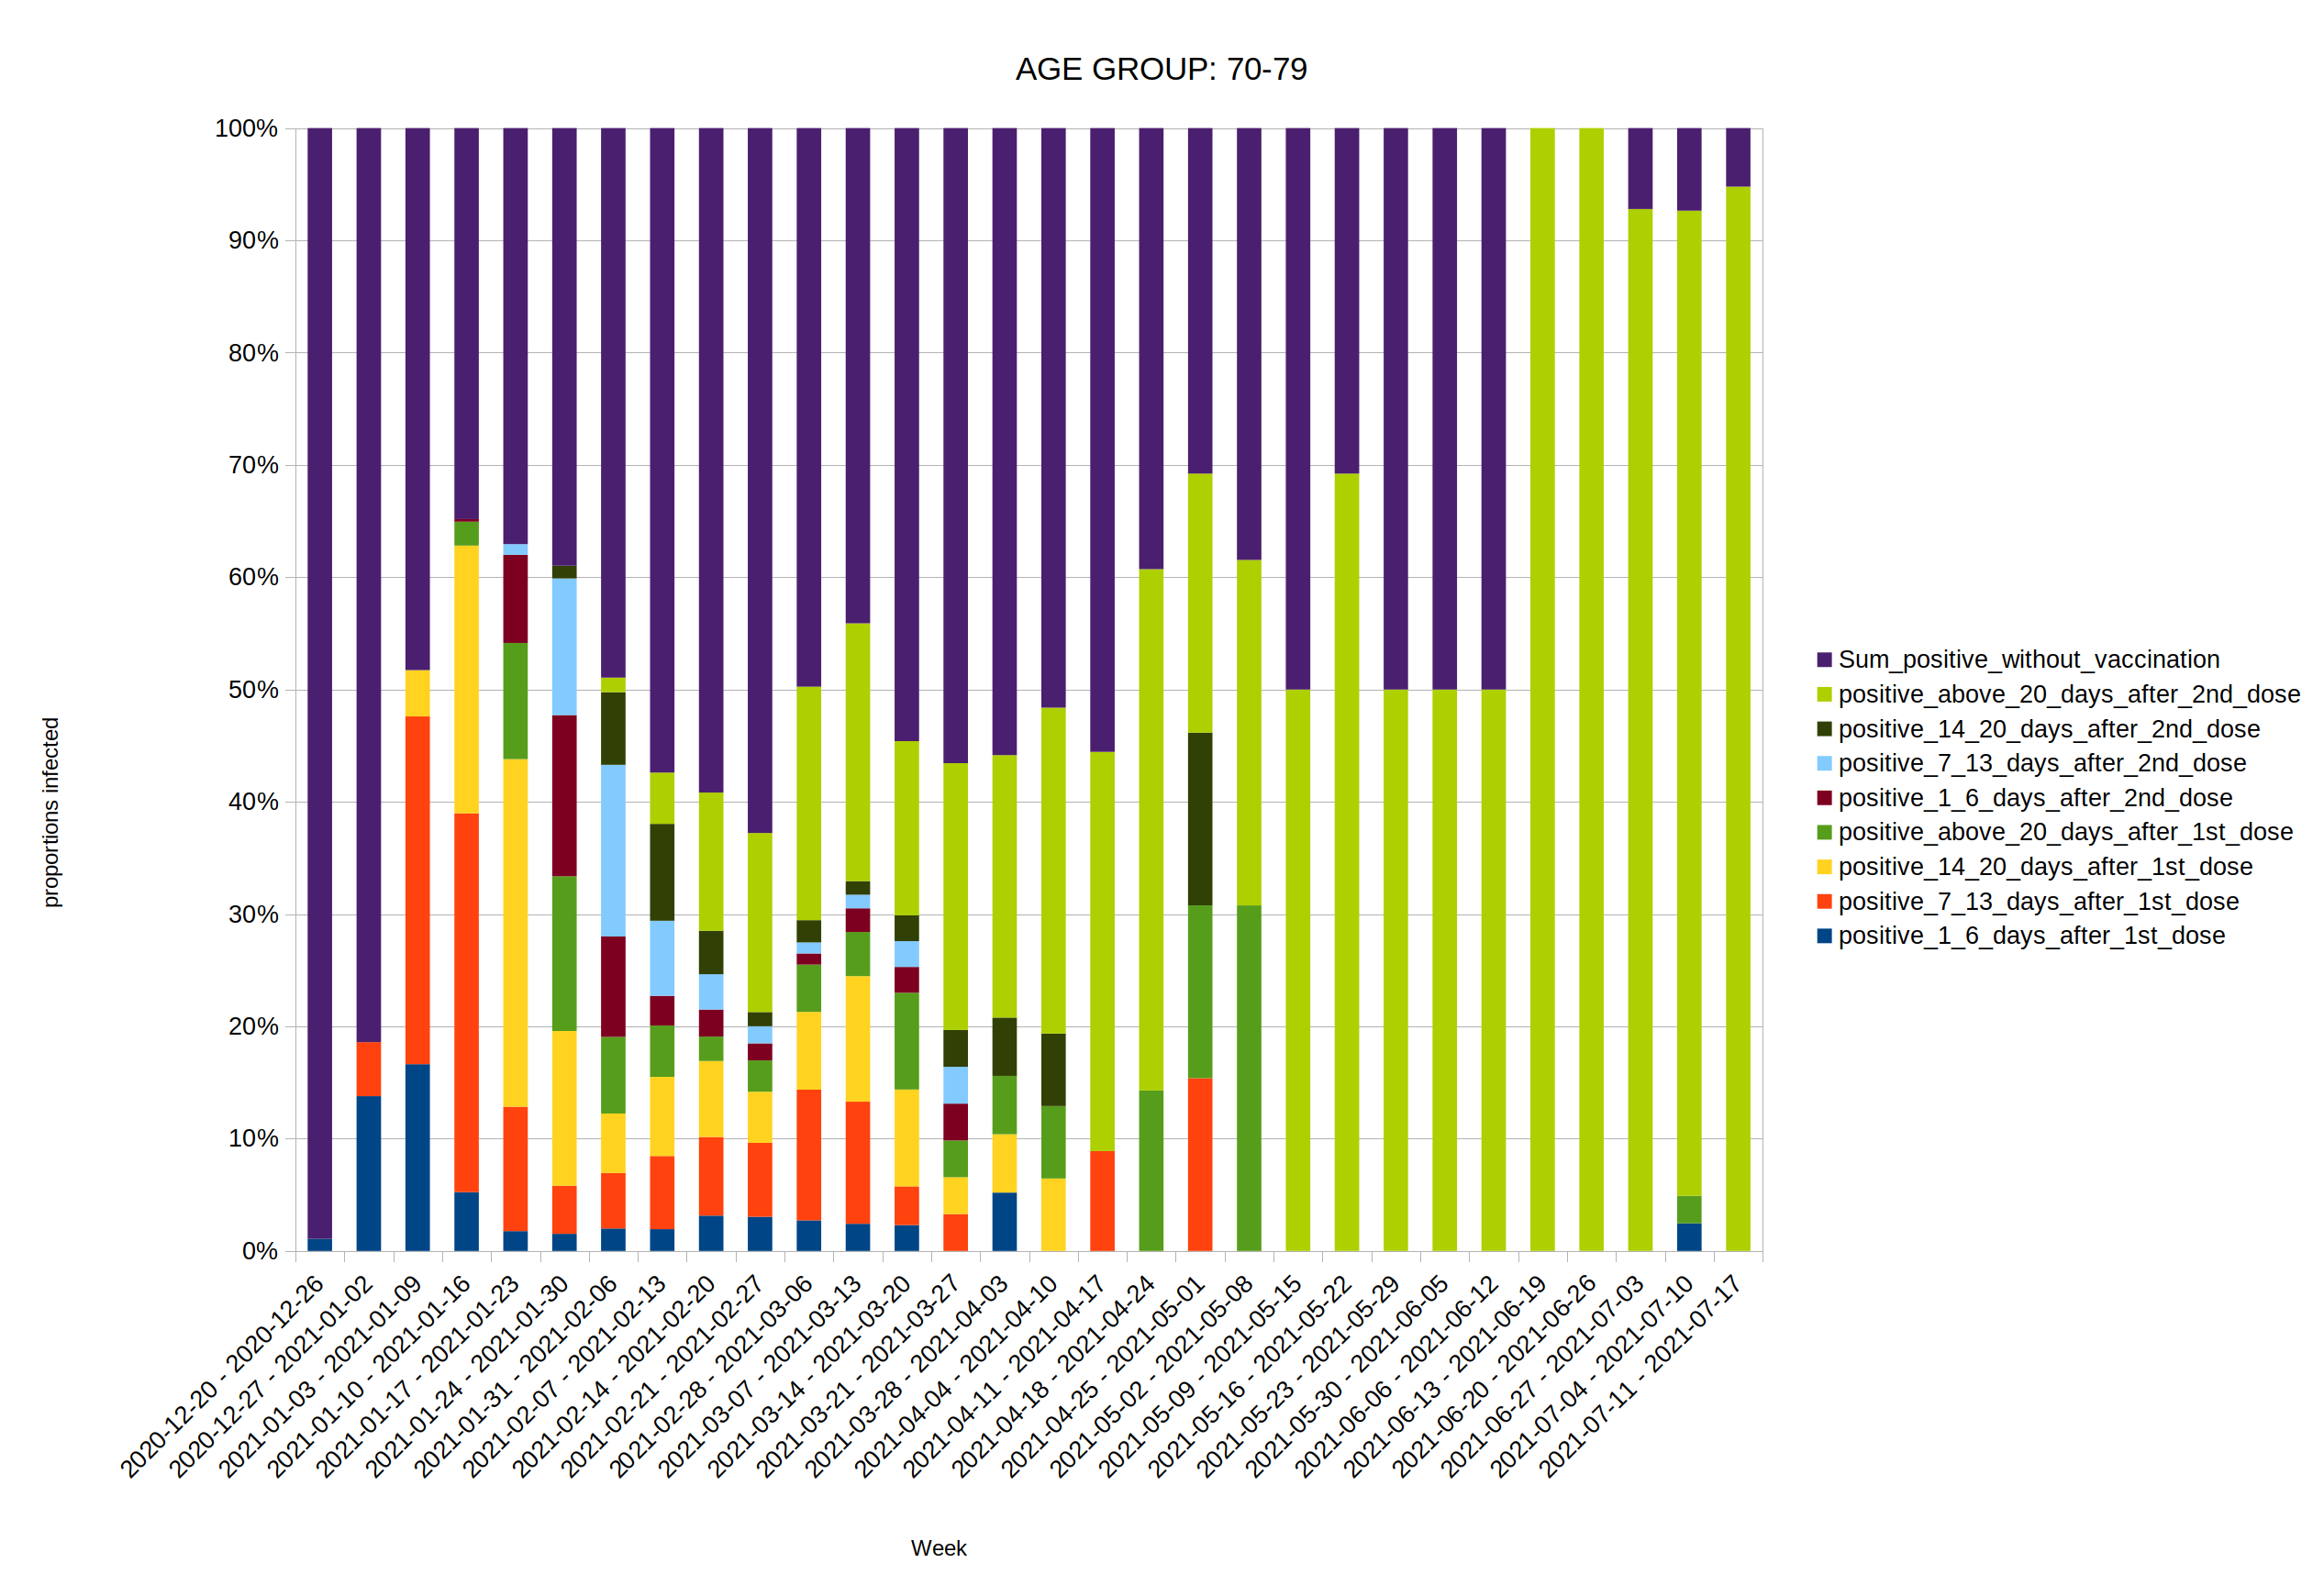 AGE GROUP: 70-79
100%
90%
80%
70%
60%
50%
40%
30%
20%
10%
0%
proportions infected
2020-12-20 - 2020-12-26
2020-12-27 - 2021-01-02
2021-01-03 - 2021-01-09
2021-01-10 - 2021-01-16
2021-01-17 - 2021-01-23
2021-01-24 - 2021-01-30
2021-01-31 - 2021-02-06
2021-02-07 - 2021-02-13
2021-02-14 - 2021-02-20
2021-02-21 - 2021-02-27
2021-02-28 - 2021-03-06
2021-03-07 - 2021-03-13
2021-03-14 - 2021-03-20
2021-03-21 - 2021-03-27
2021-03-28 - 2021-04-03
2021-04-04 - 2021-04-10
2021-04-11 - 2021-04-17
2021-04-18 - 2021-04-24
2021-04-25 - 2021-05-01
2021-05-02 - 2021-05-08
2021-05-09 - 2021-05-15
2021-05-16 - 2021-05-22
2021-05-23 - 2021-05-29
2021-05-30 - 2021-06-05
2021-06-06 - 2021-06-12
2021-06-13 - 2021-06-19
2021-06-20 - 2021-06-26
2021-06-27 - 2021-07-03
2021-07-04 - 2021-07-10
2021-07-11 - 2021-07-17
Week
Sum_positive_without_vaccination
positive_above_20_days_after_2nd_dose
positive_14_20_days_after_2nd_dose
positive_7_13_days_after_2nd_dose
positive_1_6_days_after_2nd_dose
positive_above_20_days_after_1st_dose
positive_14_20_days_after_1st_dose
positive_7_13_days_after_1st_dose
positive_1_6_days_after_1st_dose